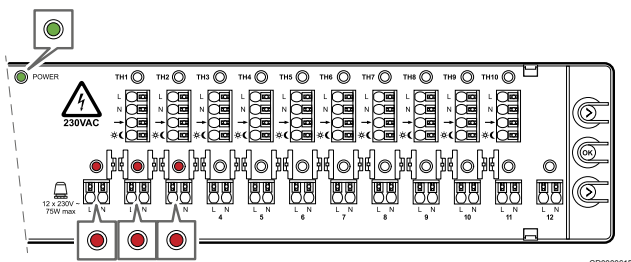 POWER
TH1 TH2 TH3 TH4 TH5 TH6 TH7 TH8 TH9 TH10
L
N
230VAC
OK
12 x 230V ~
75W max
L N L N L N L N L N L N L N L N L N L N L N L N
4 5 6 7 8 9 10 11 12